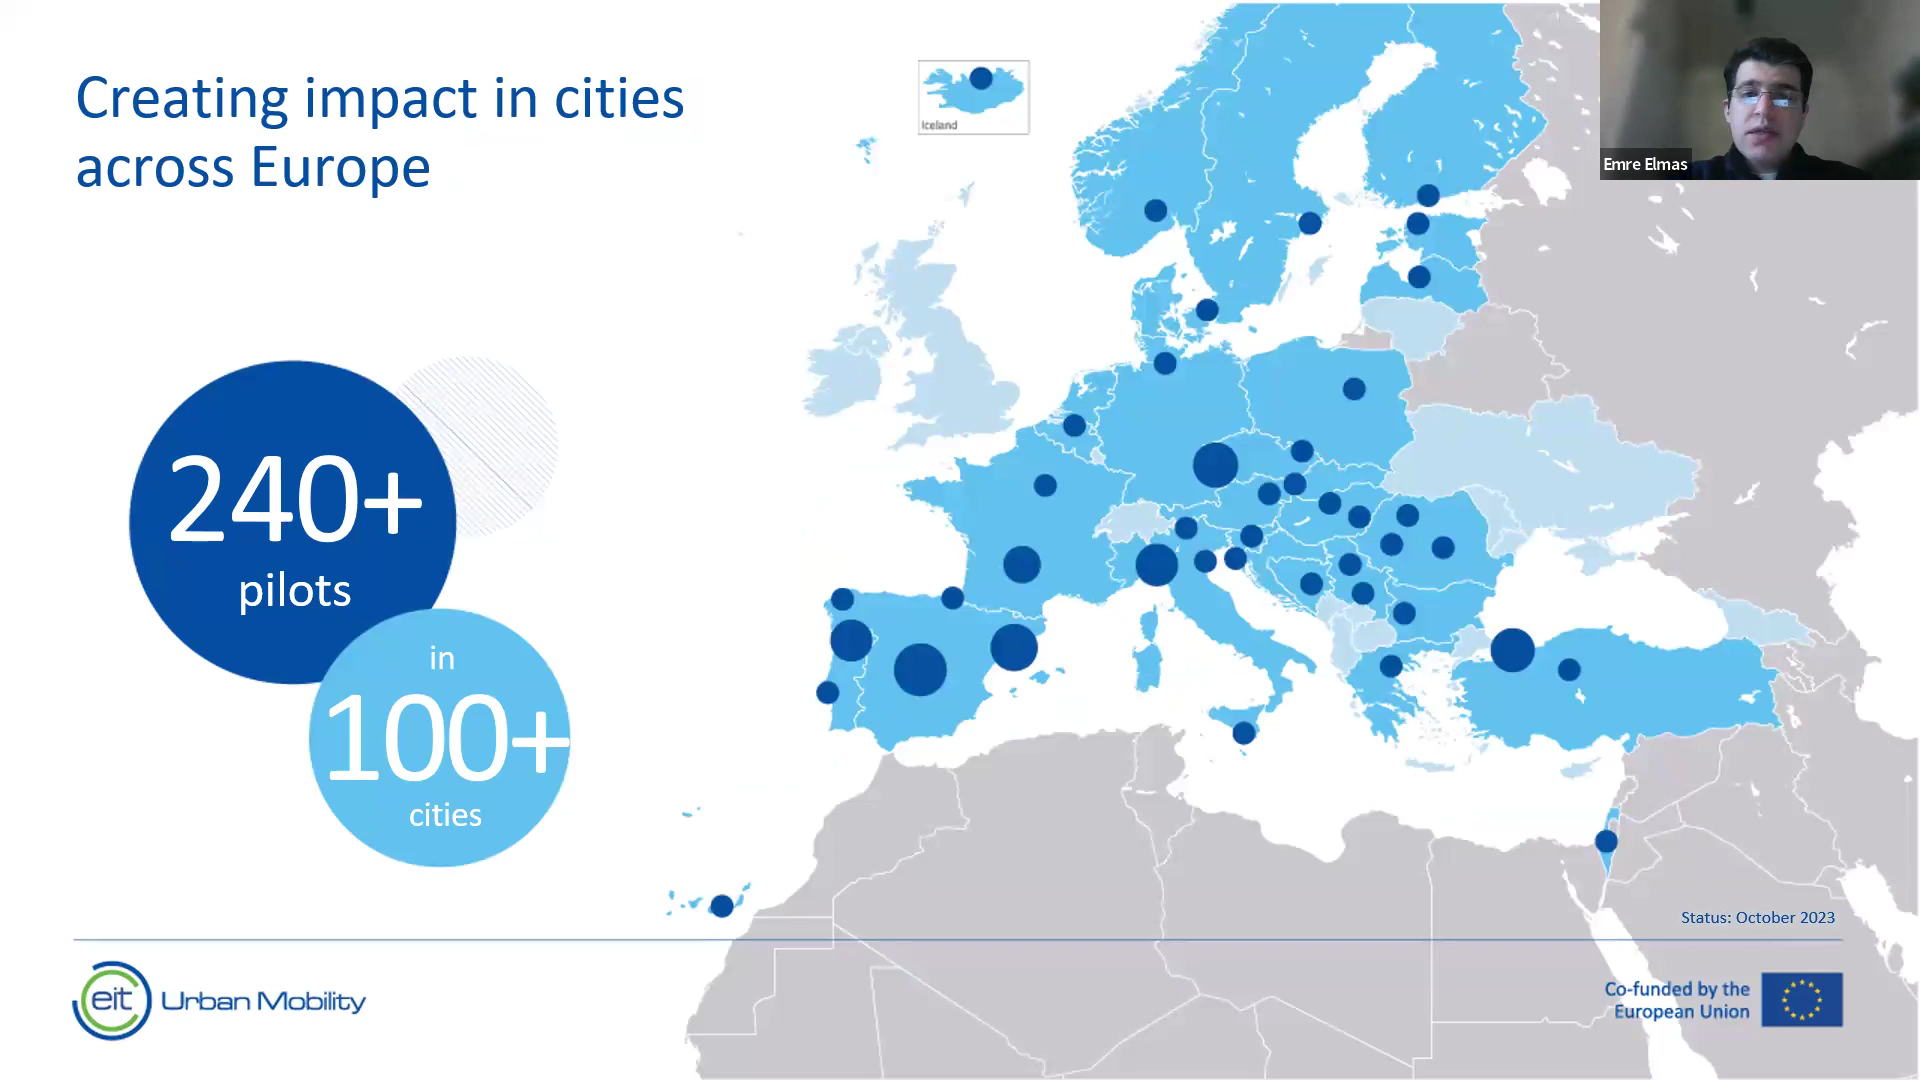 Creating impact in cities
across Europe
Iceland
Emre Elmas
240+
pilots
in
100+
cities
Status: October 2023
eit Urban Mobility
Co-funded by the
European Union